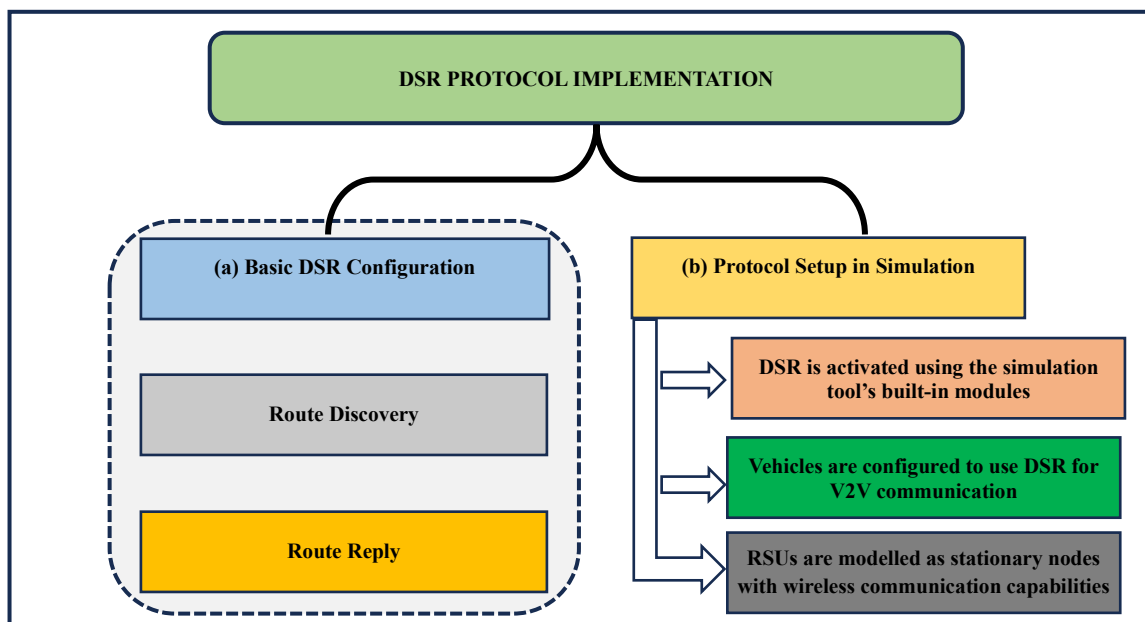 DSR PROTOCOL IMPLEMENTATION
(a) Basic DSR Configuration
Route Discovery
Route Reply
(b) Protocol Setup in Simulation
DSR is activated using the simulation
tool’s built-in modules
Vehicles are configured to use DSR for
V2V communication
RSUs are modelled as stationary nodes
with wireless communication capabilities